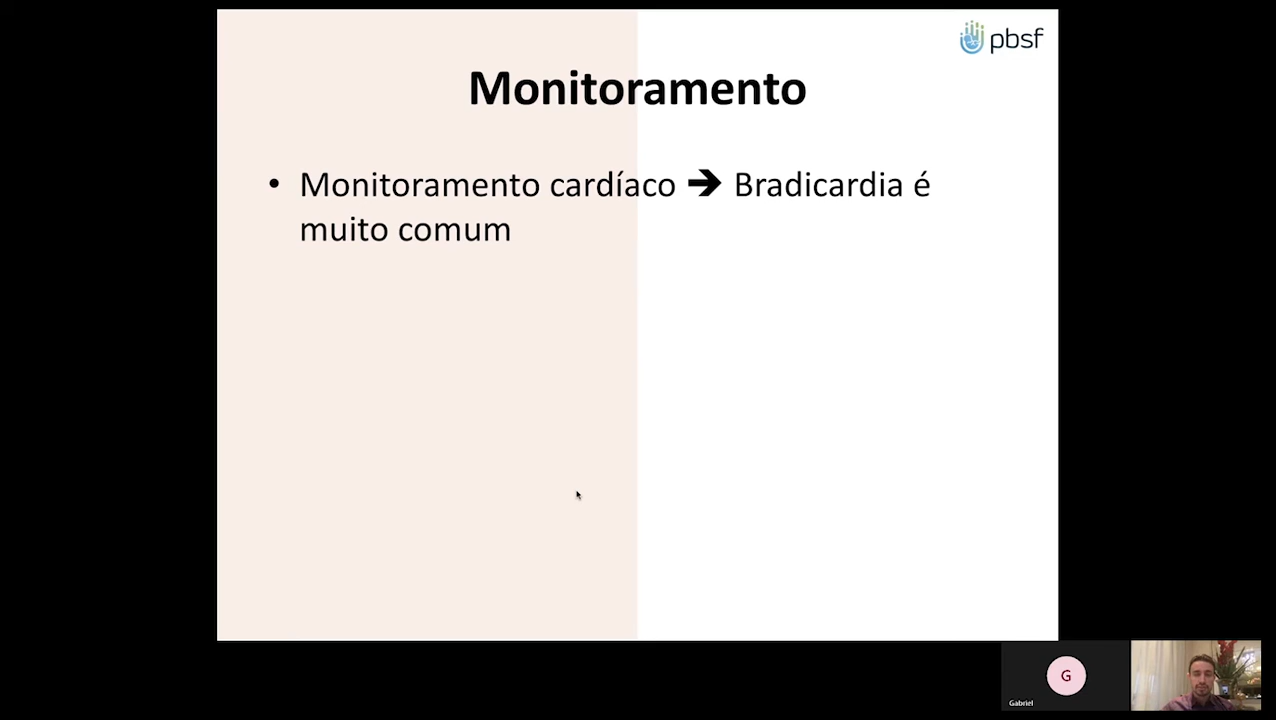 pbsf
Monitoramento
• Monitoramento cardíaco ➔ Bradicardia é
muito comum
G
Gabriel